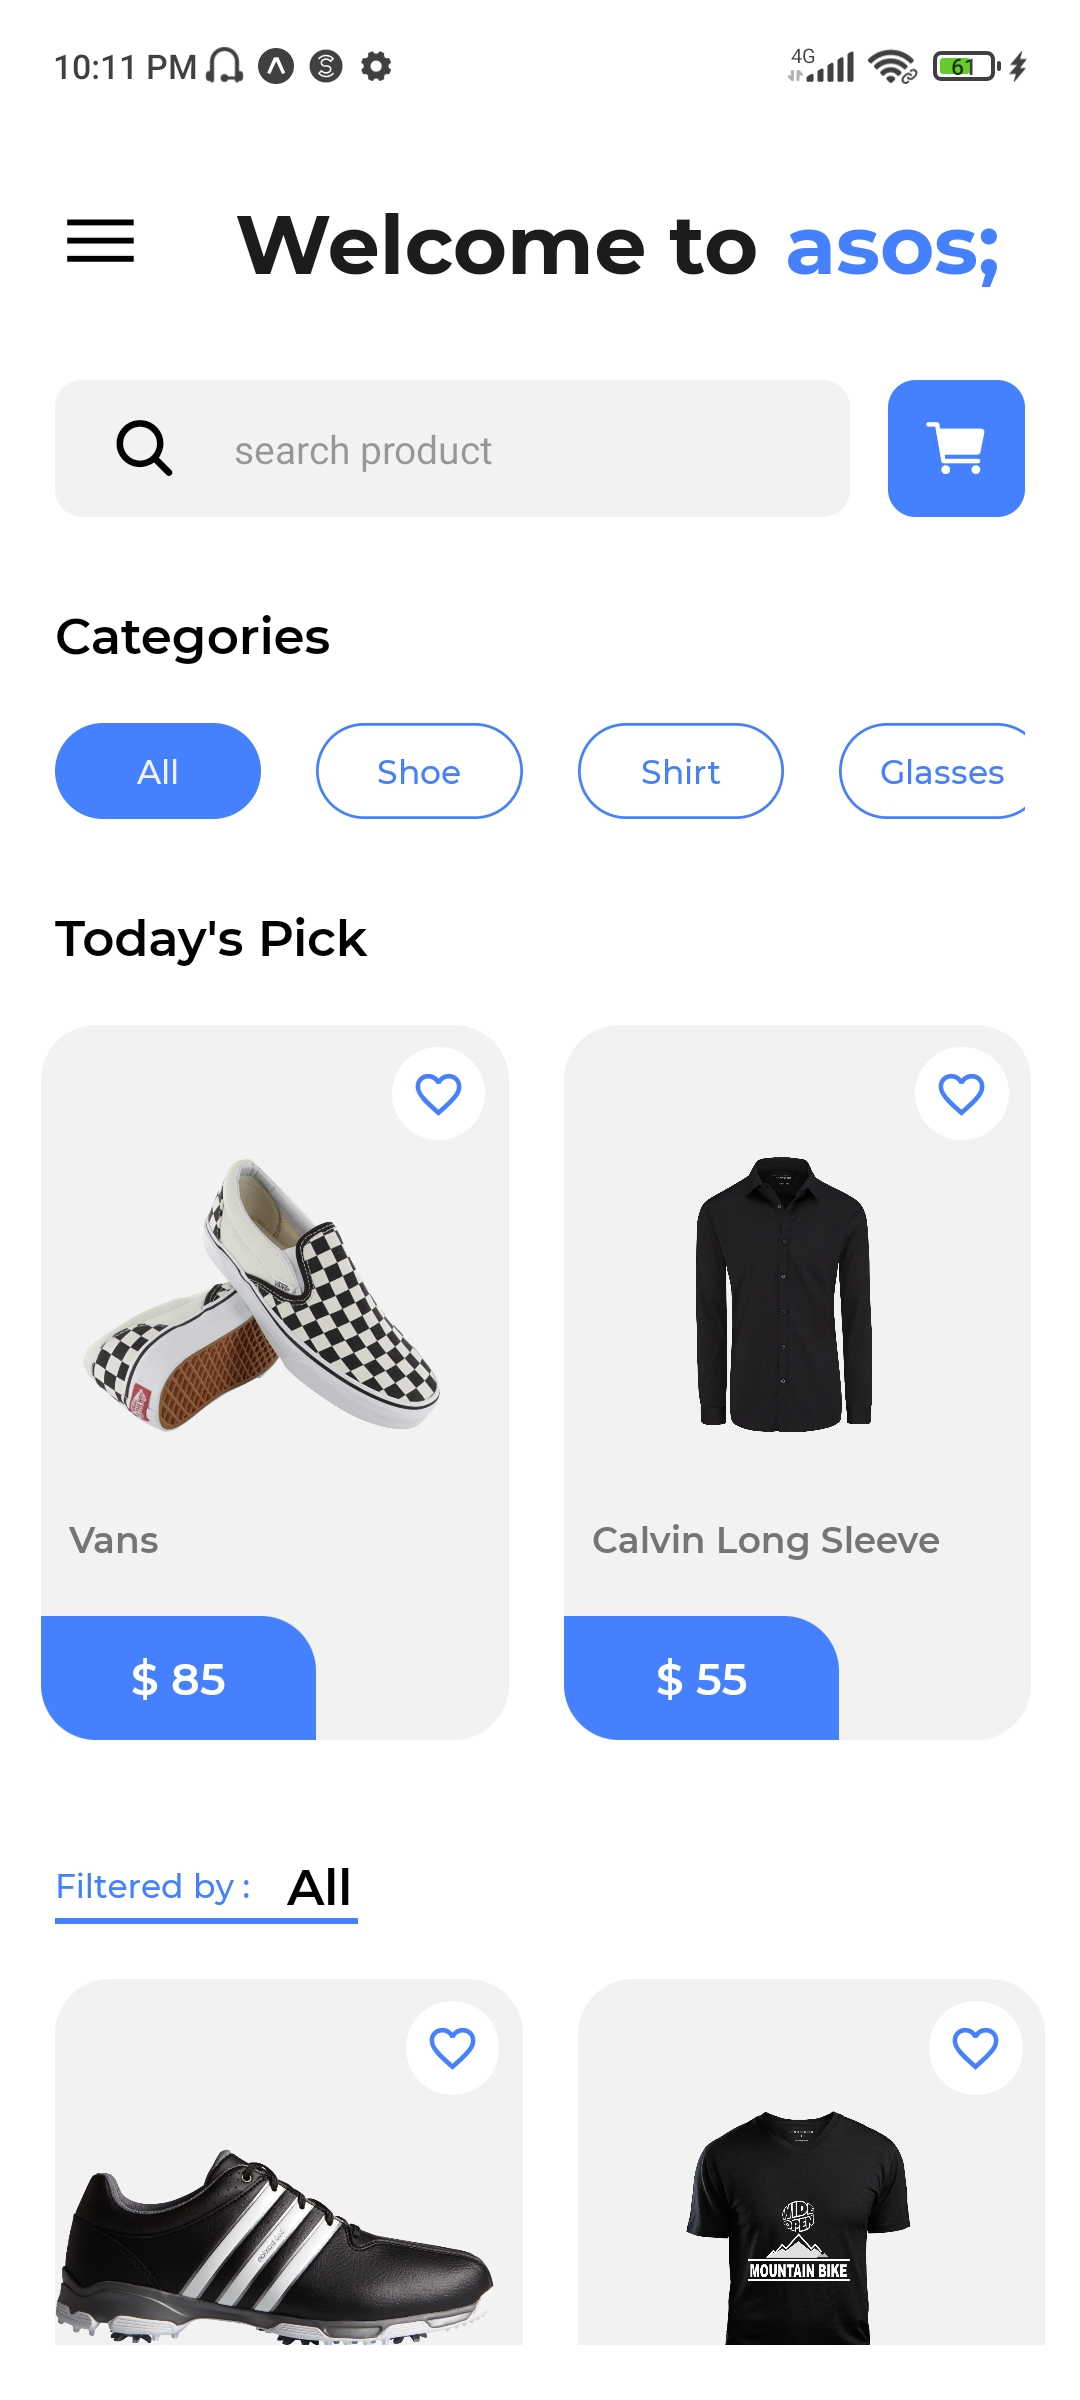 10:11 PM
4G
61
Welcome to asos;
search product
Categories
All
Shoe
Shirt
Glasses
Today's Pick
Vans
Calvin Long Sleeve
$ 85
$ 55
Filtered by :
All
WIDE
OPEN
MOUNTAIN BIKE